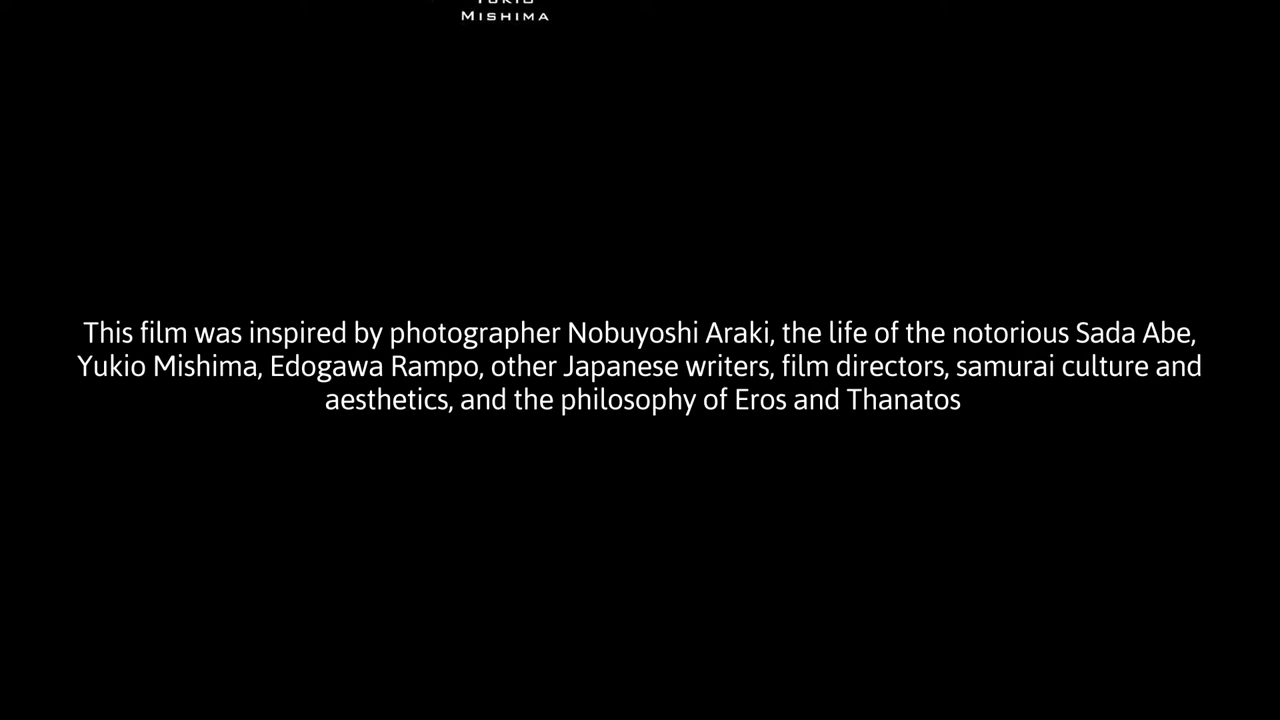 YUKIO
MISHIMA
This film was inspired by photographer Nobuyoshi Araki, the life of the notorious Sada Abe,
Yukio Mishima, Edogawa Rampo, other Japanese writers, film directors, samurai culture and
aesthetics, and the philosophy of Eros and Thanatos